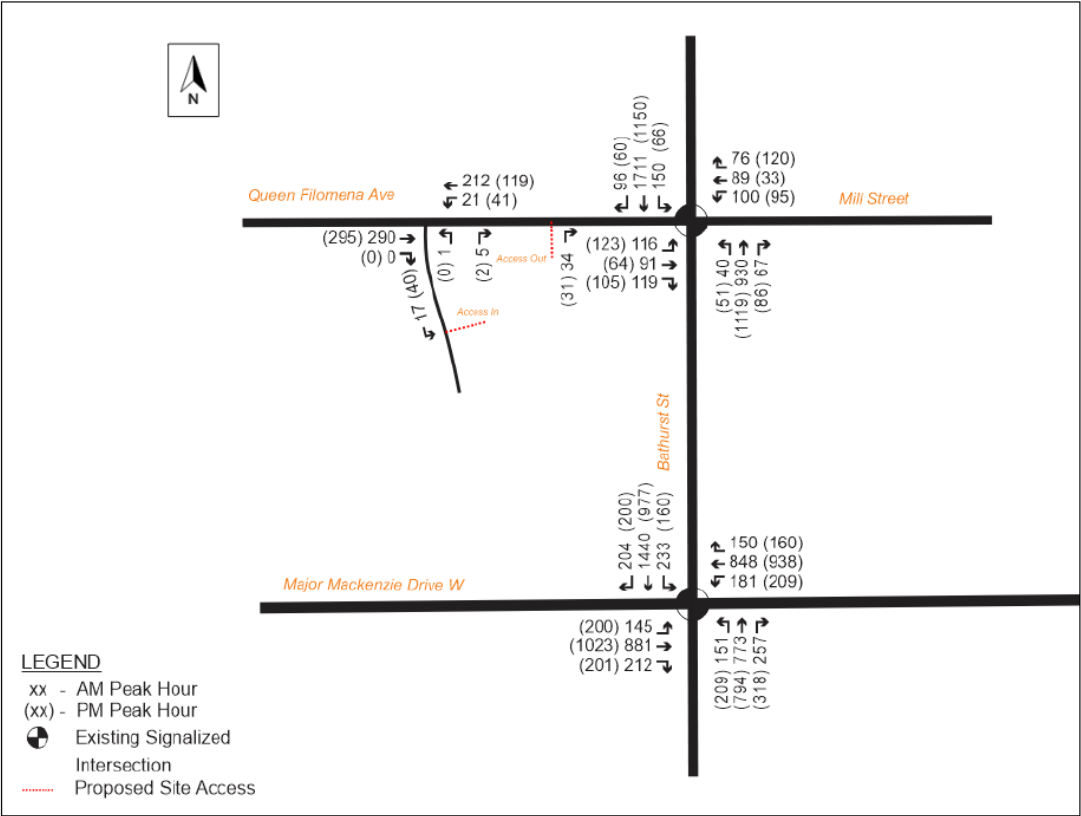 N
96 (60)
1711 (1150)
150 (66)
76 (120)
89 (33)
100 (95)
Queen Filomena Ave
212 (119)
21 (41)
Mill Street
(295) 290
(0) 0
(0) 1
(2) 5
Access Out
(31) 34
(123) 116
(64) 91
(105) 119
(51) 40
(1119) 930
(86) 67
17 (40)
Access In
Bathurst St
204 (200)
1440 (977)
233 (160)
150 (160)
848 (938)
181 (209)
Major Mackenzie Drive W
(200) 145
(1023) 881
(201) 212
(209) 151
(794) 773
(318) 257
LEGEND
xx - AM Peak Hour
(xx) - PM Peak Hour
Existing Signalized
Intersection
Proposed Site Access